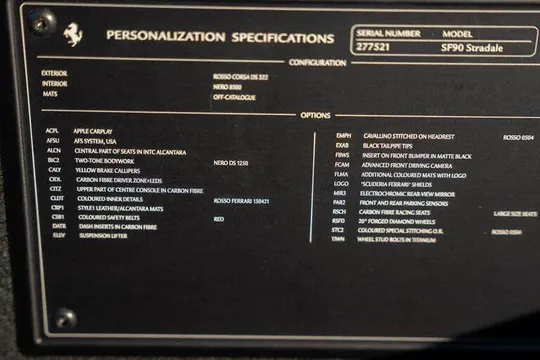 PERSONALIZATION SPECIFICATIONS
SERIAL NUMBER MODEL
277521 SF90 Stradale
CONFIGURATION
EXTERIOR ROSSO CORSA DS 322
INTERIOR NERO 8500
MATS OFF-CATALOGUE
OPTIONS
ACPL APPLE CARPLAY
AFSU AFS SYSTEM, USA
ALCN CENTRAL PART OF SEATS IN INTC ALCANTARA
BIC2 TWO-TONE BODYWORK NERO DS 1250
CALY YELLOW BRAKE CALLIPERS
CIDL CARBON FIBRE DRIVER ZONE+LEDS
CITZ UPPER PART OF CENTRE CONSOLE IN CARBON FIBRE
CLDT COLOURED INNER DETAILS ROSSO FERRARI 130421
CRP1 STYLE1 LEATHER/ALCANTARA MATS
CSB1 COLOURED SAFETY BELTS RED
DATR DASH INSERTS IN CARBON FIBRE
ELEV SUSPENSION LIFTER
EMPH CAVALLINO STITCHED ON HEADREST ROSSO 0504
EXAB BLACK TAILPIPE TIPS
FBWS INSERT ON FRONT BUMPER IN MATTE BLACK
FCAM ADVANCED FRONT DRIVING CAMERA
FLMA ADDITIONAL COLOURED MATS WITH LOGO
LOGO "SCUDERIA FERRARI" SHIELDS
MIR3 ELECTROCHROMIC REAR VIEW MIRROR
PAR2 FRONT AND REAR PARKING SENSORS
RSCH CARBON FIBRE RACING SEATS LARGE SIZE SEATS
RSFD 20" FORGED DIAMOND WHEELS
STC2 COLOURED SPECIAL STITCHING O.R. ROSSO 0504
TIWN WHEEL STUD BOLTS IN TITANIUM